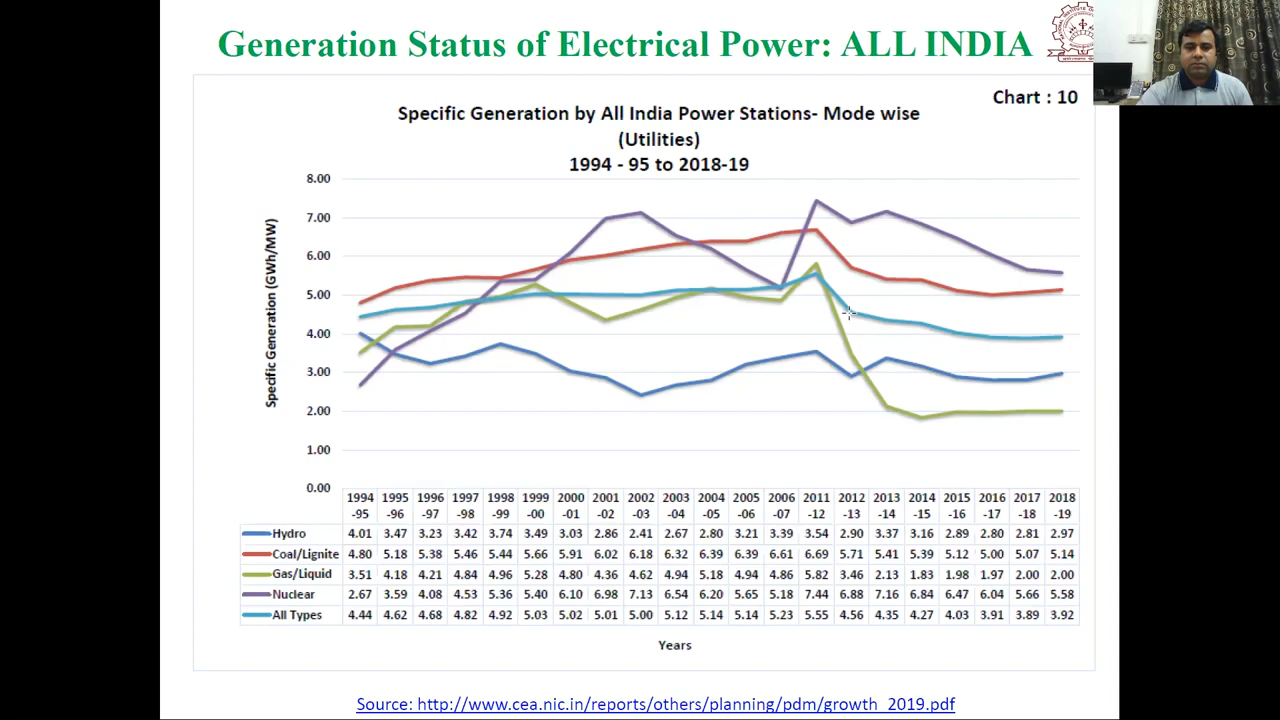 Generation Status of Electrical Power: ALL INDIA
Chart : 10
Specific Generation by All India Power Stations- Mode wise
(Utilities)
1994 - 95 to 2018-19
8.00
7.00
6.00
5.00
4.00
3.00
2.00
1.00
0.00
Specific Generation (GWh/MW)
1994 1995 1996 1997 1998 1999 2000 2001 2002 2003 2004 2005 2006 2011 2012 2013 2014 2015 2016 2017 2018
-95 -96 -97 -98 -99 -00 -01 -02 -03 -04 -05 -06 -07 -12 -13 -14 -15 -16 -17 -18 -19
Hydro 4.01 3.47 3.23 3.42 3.74 3.49 3.03 2.86 2.41 2.67 2.80 3.21 3.39 3.54 2.90 3.37 3.16 2.89 2.80 2.81 2.97
Coal/Lignite 4.80 5.18 5.38 5.46 5.44 5.66 5.91 6.02 6.18 6.32 6.39 6.39 6.61 6.69 5.71 5.41 5.39 5.12 5.00 5.07 5.14
Gas/Liquid 3.51 4.18 4.21 4.84 4.96 5.28 4.80 4.36 4.62 4.94 5.18 4.94 4.86 5.82 3.46 2.13 1.83 1.98 1.97 2.00 2.00
Nuclear 2.67 3.59 4.08 4.53 5.36 5.40 6.10 6.98 7.13 6.54 6.20 5.65 5.18 7.44 6.88 7.16 6.84 6.47 6.04 5.66 5.58
All Types 4.44 4.62 4.68 4.82 4.92 5.03 5.02 5.01 5.00 5.12 5.14 5.14 5.23 5.55 4.56 4.35 4.27 4.03 3.91 3.89 3.92
Years
Source: http://www.cea.nic.in/reports/others/planning/pdm/growth_2019.pdf